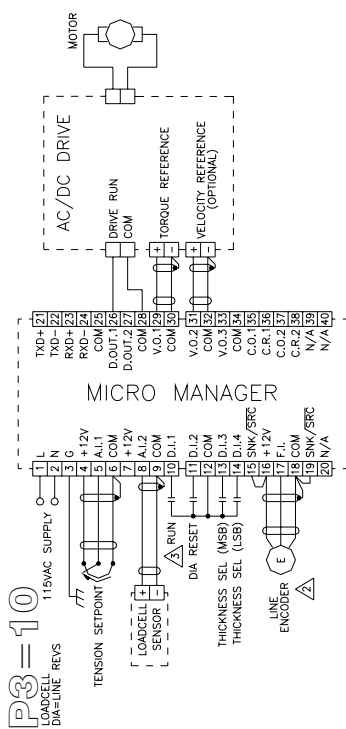 P3=10
LOADCELL
DIA=LINE REVS
115VAC SUPPLY
TENSION SETPOINT
LOADCELL
SENSOR
+
-
3
RUN
DIA RESET
THICKNESS SEL (MSB)
THICKNESS SEL (LSB)
LINE
ENCODER
E
2
1 L
2 N
3 G
4 +12V
5 A.I.1
6 COM
7 +12V
8 A.I.2
9 COM
10 D.I.1
11 D.I.2
12 COM
13 D.I.3
14 D.I.4
15 SNK/SRC
16 +12V
17 F.I.
18 COM
19 SNK/SRC
20 N/A
MICRO MANAGER
TXD+ 21
TXD- 22
RXD+ 23
RXD- 24
COM 25
D.OUT.1 26
D.OUT.2 27
COM 28
V.O.1 29
COM 30
V.O.2 31
COM 32
V.O.3 33
COM 34
C.O.1 35
C.R.1 36
C.O.2 37
C.R.2 38
N/A 39
N/A 40
AC/DC DRIVE
DRIVE RUN
COM
+
-
TORQUE REFERENCE
+
-
VELOCITY REFERENCE
(OPTIONAL)
MOTOR